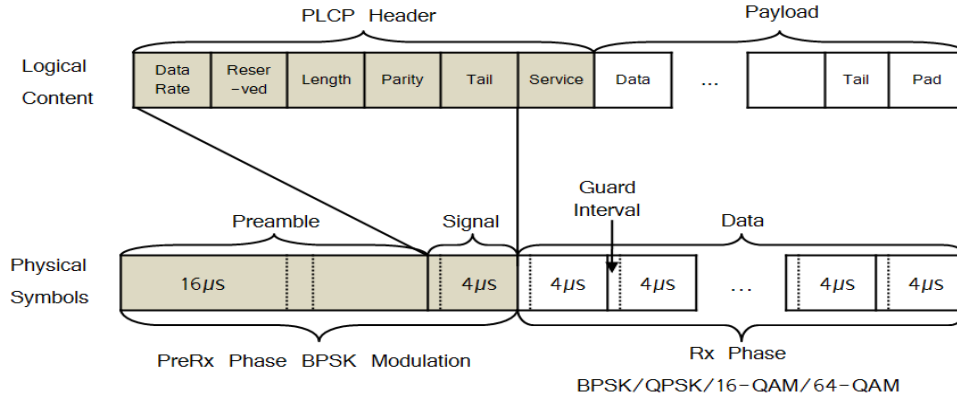 PLCP Header
Payload
Logical
Content
Data
Rate
Reser
-ved
Length
Parity
Tail
Service
Data
...
Tail
Pad
Guard
Interval
Preamble
Signal
Data
Physical
Symbols
16µs
4µs
4µs
4µs
...
4µs
4µs
PreRx Phase BPSK Modulation
Rx Phase
BPSK/QPSK/16-QAM/64-QAM